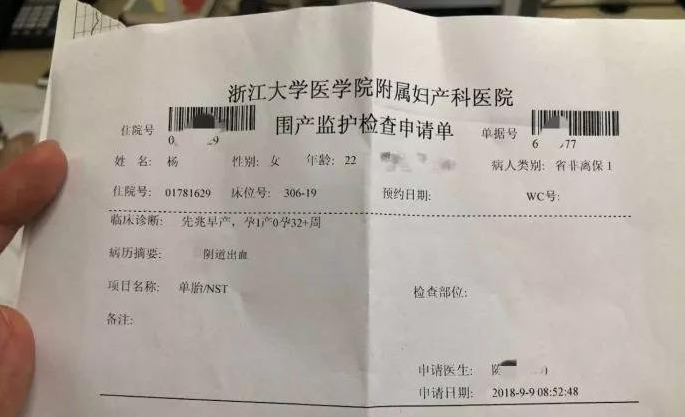 浙江大学医学院附属妇产科医院
围产监护检查申请单
住院号 单据号
0 9 6 77
姓 名: 杨 性别: 女 年龄: 22 病人类别: 省非离保1
住院号: 01781629 床位号: 306-19 预约日期: WC号:
临床诊断: 先兆早产, 孕1产0孕32+周
病历摘要: 阴道出血
项目名称: 单胎/NST 检查部位:
备注:
申请医生:
申请日期: 2018-9-9 08:52:48